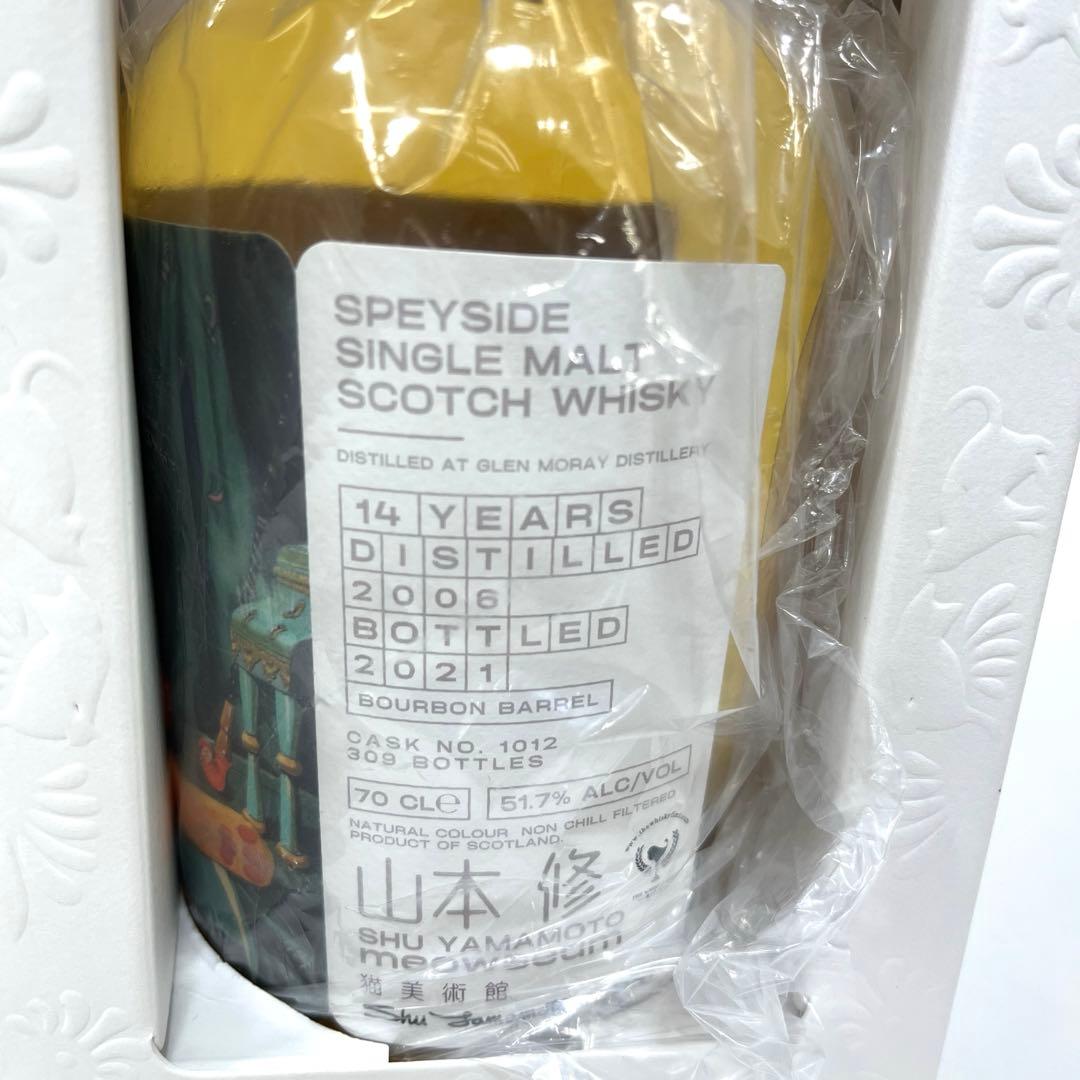 SPEYSIDE
SINGLE MALT
SCOTCH WHISKY
DISTILLED AT GLEN MORAY DISTILLERY
14 YEARS
DISTILLED
2006
BOTTLED
2021
BOURBON BARREL
CASK NO. 1012
309 BOTTLES
70 CL℮ 51.7% ALC/VOL
NATURAL COLOUR NON CHILL FILTERED
PRODUCT OF SCOTLAND.
山本 修
SHU YAMAMOTO
meowseum
猫美術館
Shu Yamamoto